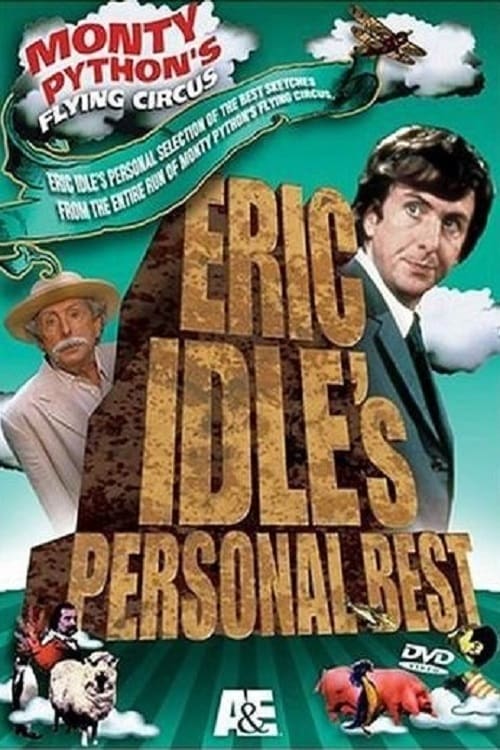 MONTY
PYTHON'S
FLYING CIRCUS
ERIC IDLE'S PERSONAL SELECTION OF THE BEST SKETCHES
FROM THE ENTIRE RUN OF MONTY PYTHON'S FLYING CIRCUS.
ERIC
IDLE'S
PERSONAL BEST
DVD
VIDEO
A&E